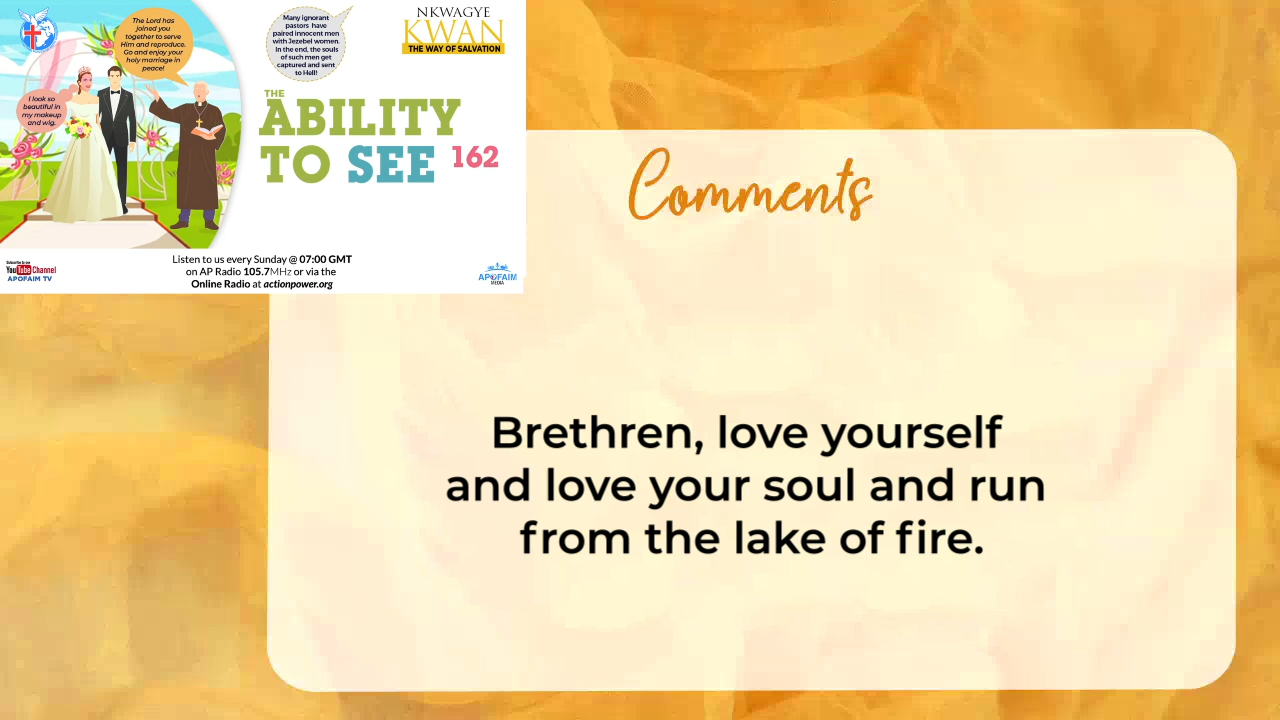 The Lord has
joined you
together to serve
Him and reproduce.
Go and enjoy your
holy marriage in
peace!
I look so
beautiful in
my makeup
and wig.
Many ignorant
pastors have
paired innocent men
with Jezebel women.
In the end, the souls
of such men get
captured and sent
to Hell!
NKWAGYE
KWAN
THE WAY OF SALVATION
THE
ABILITY
TO SEE 162
Subscribe to our
YouTube Channel
APOFAIM TV
Listen to us every Sunday @ 07:00 GMT
on AP Radio 105.7MHz or via the
Online Radio at actionpower.org
APOFAIM
MEDIA
Comments
Brethren, love yourself
and love your soul and run
from the lake of fire.